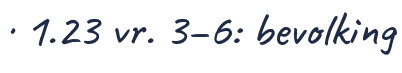 · 1.23 vr. 3–6: bevolking